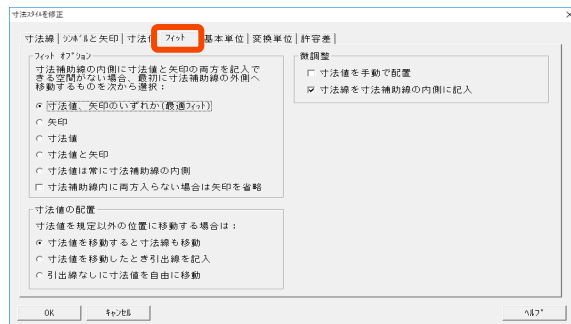 寸法ｽﾀｲﾙを修正
寸法線 ｼﾝﾎﾞﾙと矢印 寸法値 ﾌｨｯﾄ 基本単位 変換単位 許容差
ﾌｨｯﾄ ｵﾌﾟｼｮﾝ
寸法補助線の内側に寸法値と矢印の両方を記入で
きる空間がない場合、最初に寸法補助線の外側へ
移動するものを次から選択：
寸法値、矢印のいずれか(最適ﾌｨｯﾄ)
矢印
寸法値
寸法値と矢印
寸法値は常に寸法補助線の内側
寸法補助線内に両方入らない場合は矢印を省略
寸法値の配置
寸法値を規定以外の位置に移動する場合は：
寸法値を移動すると寸法線も移動
寸法値を移動したとき引出線を記入
引出線なしに寸法値を自由に移動
微調整
寸法値を手動で配置
寸法線を寸法補助線の内側に記入
OK ｷｬﾝｾﾙ ﾍﾙﾌﾟ